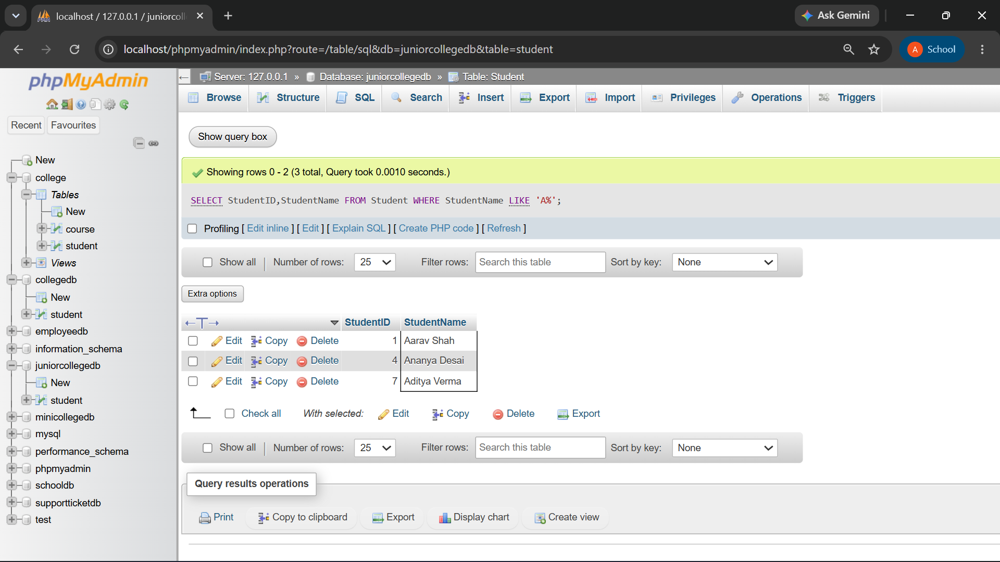 localhost / 127.0.0.1 / juniorcoll
Ask Gemini
localhost/phpmyadmin/index.php?route=/table/sql&db=juniorcollegedb&table=student
A School
phpMyAdmin
Recent Favourites
New
college
Tables
New
course
student
Views
collegedb
New
student
employeedb
information_schema
juniorcollegedb
New
student
minicollegedb
mysql
performance_schema
phpmyadmin
schooldb
supportticketdb
test
Server: 127.0.0.1 » Database: juniorcollegedb » Table: Student
Browse Structure SQL Search Insert Export Import Privileges Operations Triggers
Show query box
Showing rows 0 - 2 (3 total, Query took 0.0010 seconds.)
SELECT StudentID,StudentName FROM Student WHERE StudentName LIKE 'A%';
Profiling [ Edit inline ] [ Edit ] [ Explain SQL ] [ Create PHP code ] [ Refresh ]
Show all | Number of rows: 25 Filter rows: Search this table Sort by key: None
Extra options
←T→ StudentID StudentName
Edit Copy Delete 1 Aarav Shah
Edit Copy Delete 4 Ananya Desai
Edit Copy Delete 7 Aditya Verma
Check all With selected: Edit Copy Delete Export
Show all | Number of rows: 25 Filter rows: Search this table Sort by key: None
Query results operations
Print Copy to clipboard Export Display chart Create view